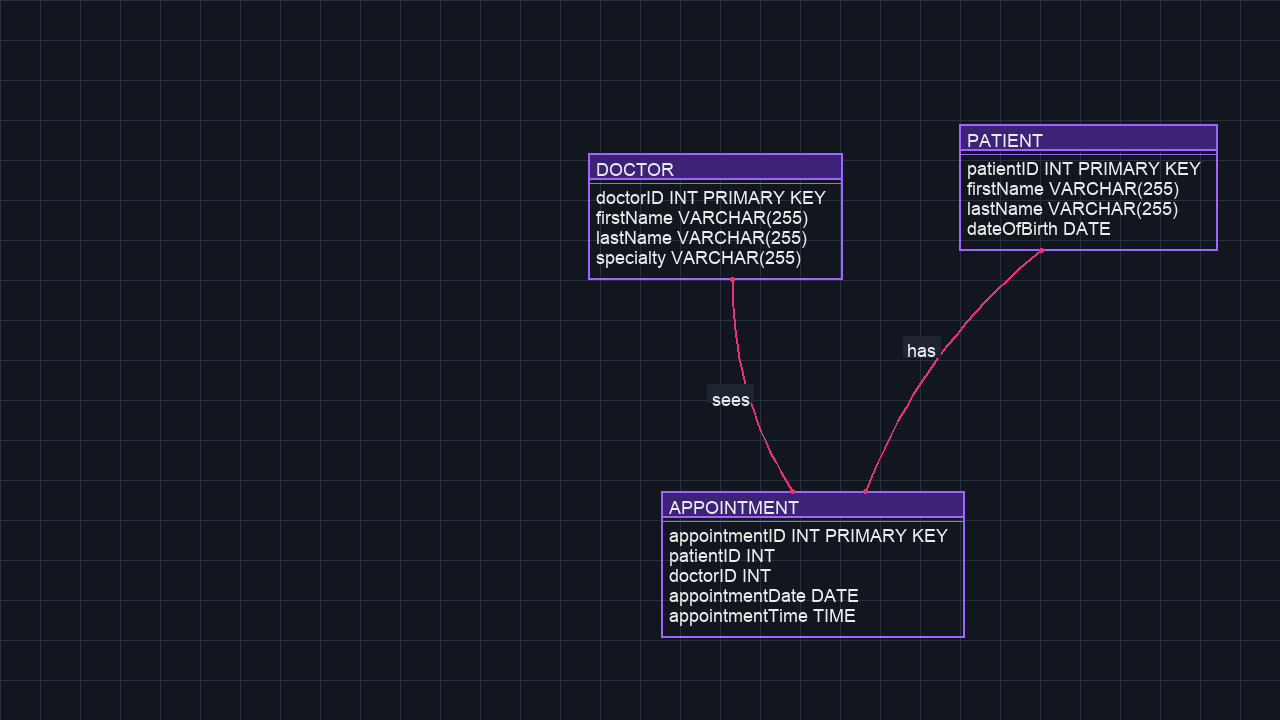 DOCTOR
doctorID INT PRIMARY KEY
firstName VARCHAR(255)
lastName VARCHAR(255)
specialty VARCHAR(255)
PATIENT
patientID INT PRIMARY KEY
firstName VARCHAR(255)
lastName VARCHAR(255)
dateOfBirth DATE
has
sees
APPOINTMENT
appointmentID INT PRIMARY KEY
patientID INT
doctorID INT
appointmentDate DATE
appointmentTime TIME